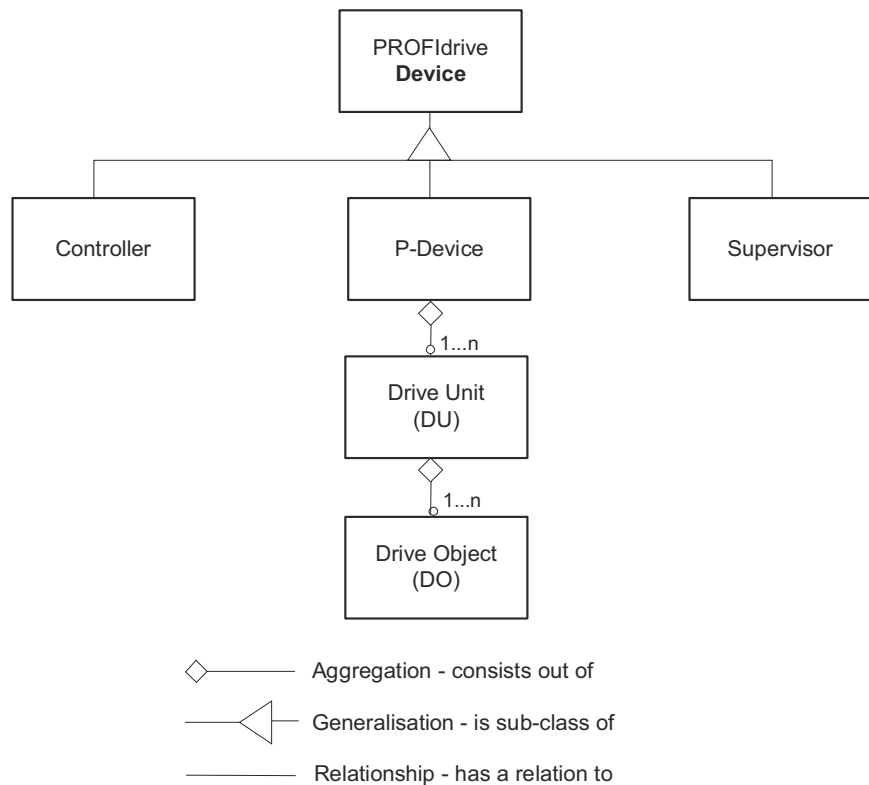 PROFIdrive
Device
Controller
P-Device
Supervisor
1...n
Drive Unit
(DU)
1...n
Drive Object
(DO)
Aggregation - consists out of
Generalisation - is sub-class of
Relationship - has a relation to